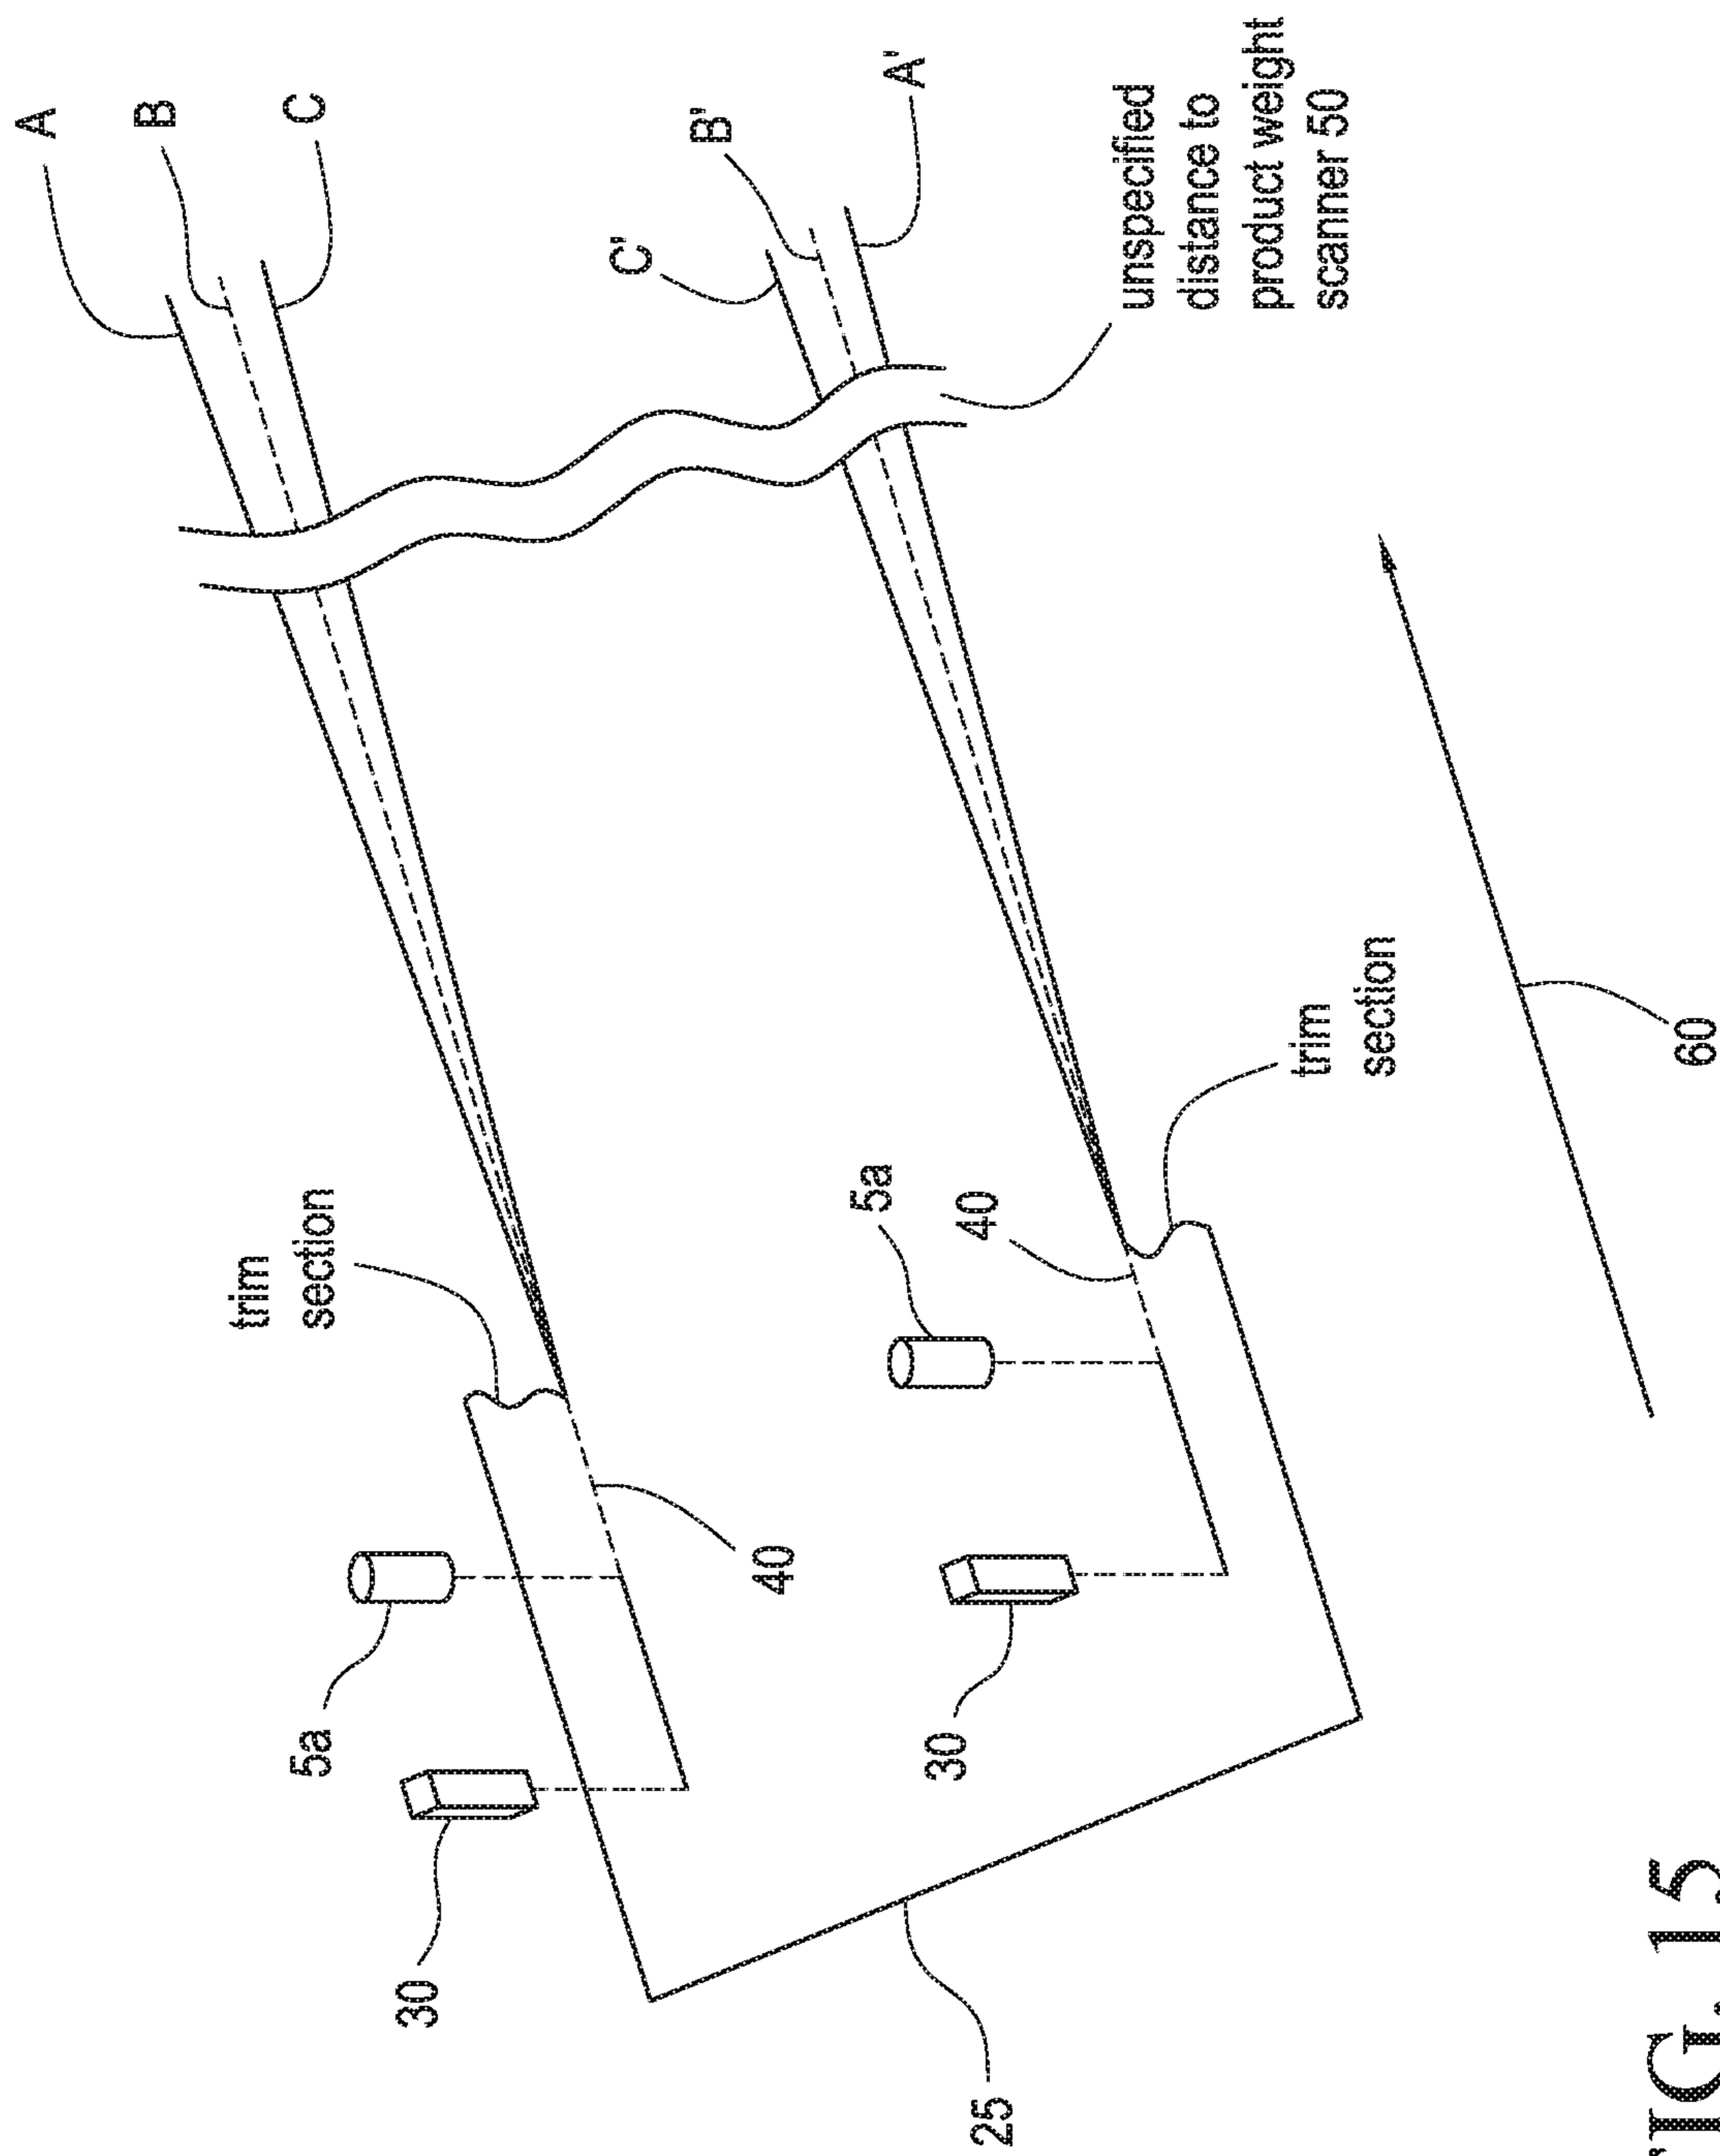 A
B
trim
section
C
5a
30
C'
B'
40
5a
A'
30
40
25
unspecified
distance to
product weight
scanner 50
trim
section
60
FIG. 15